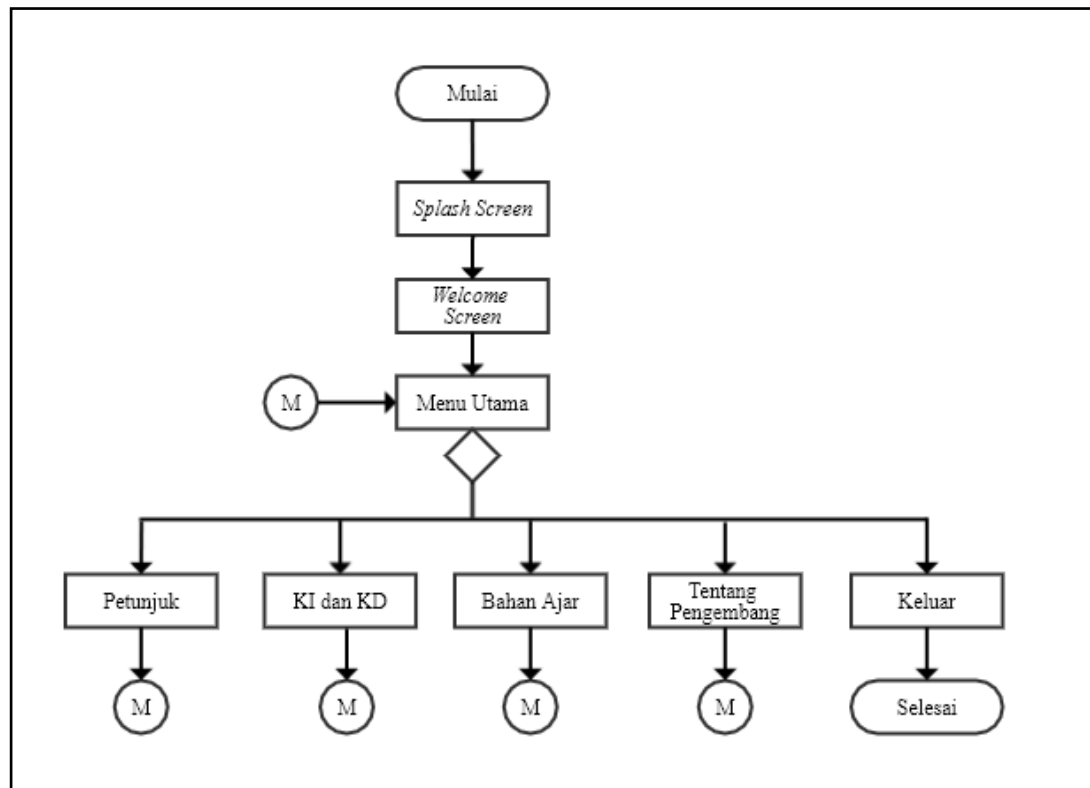 Mulai
Splash Screen
Welcome
Screen
M
Menu Utama
Petunjuk
KI dan KD
Bahan Ajar
Tentang
Pengembang
Keluar
M
M
M
M
Selesai